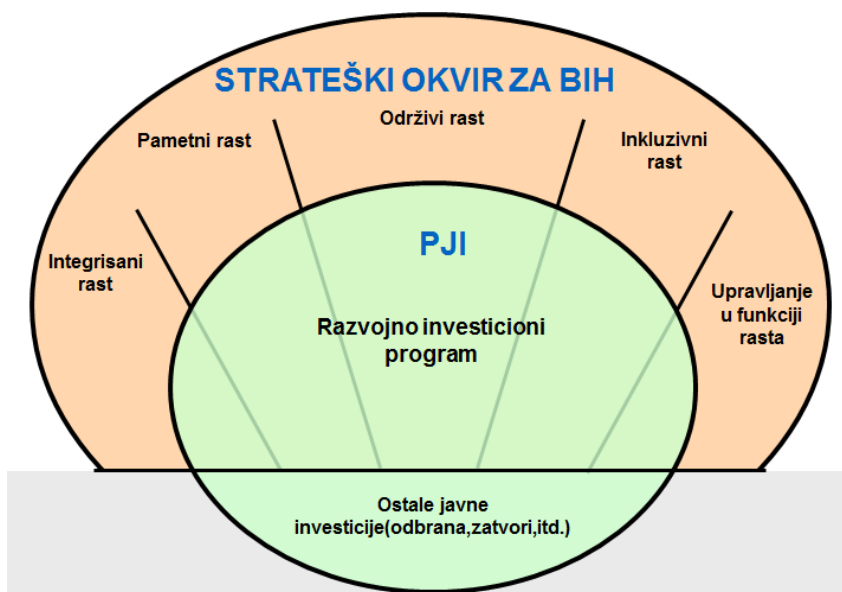 STRATEŠKI OKVIR ZA BIH
Održivi rast
Pametni rast
Inkluzivni
rast
Integrisani
rast
PJI
Upravljanje
u funkciji
rasta
Razvojno investicioni
program
Ostale javne
investicije(odbrana,zatvori,itd.)